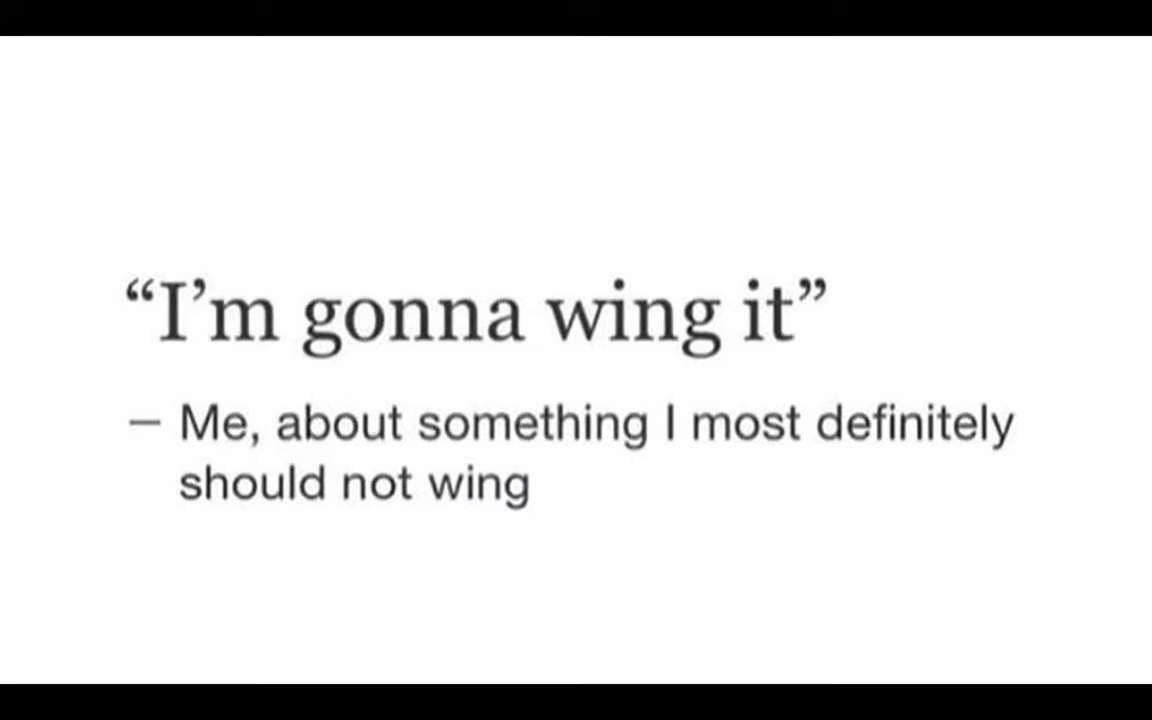 “I’m gonna wing it”
– Me, about something I most definitely
should not wing